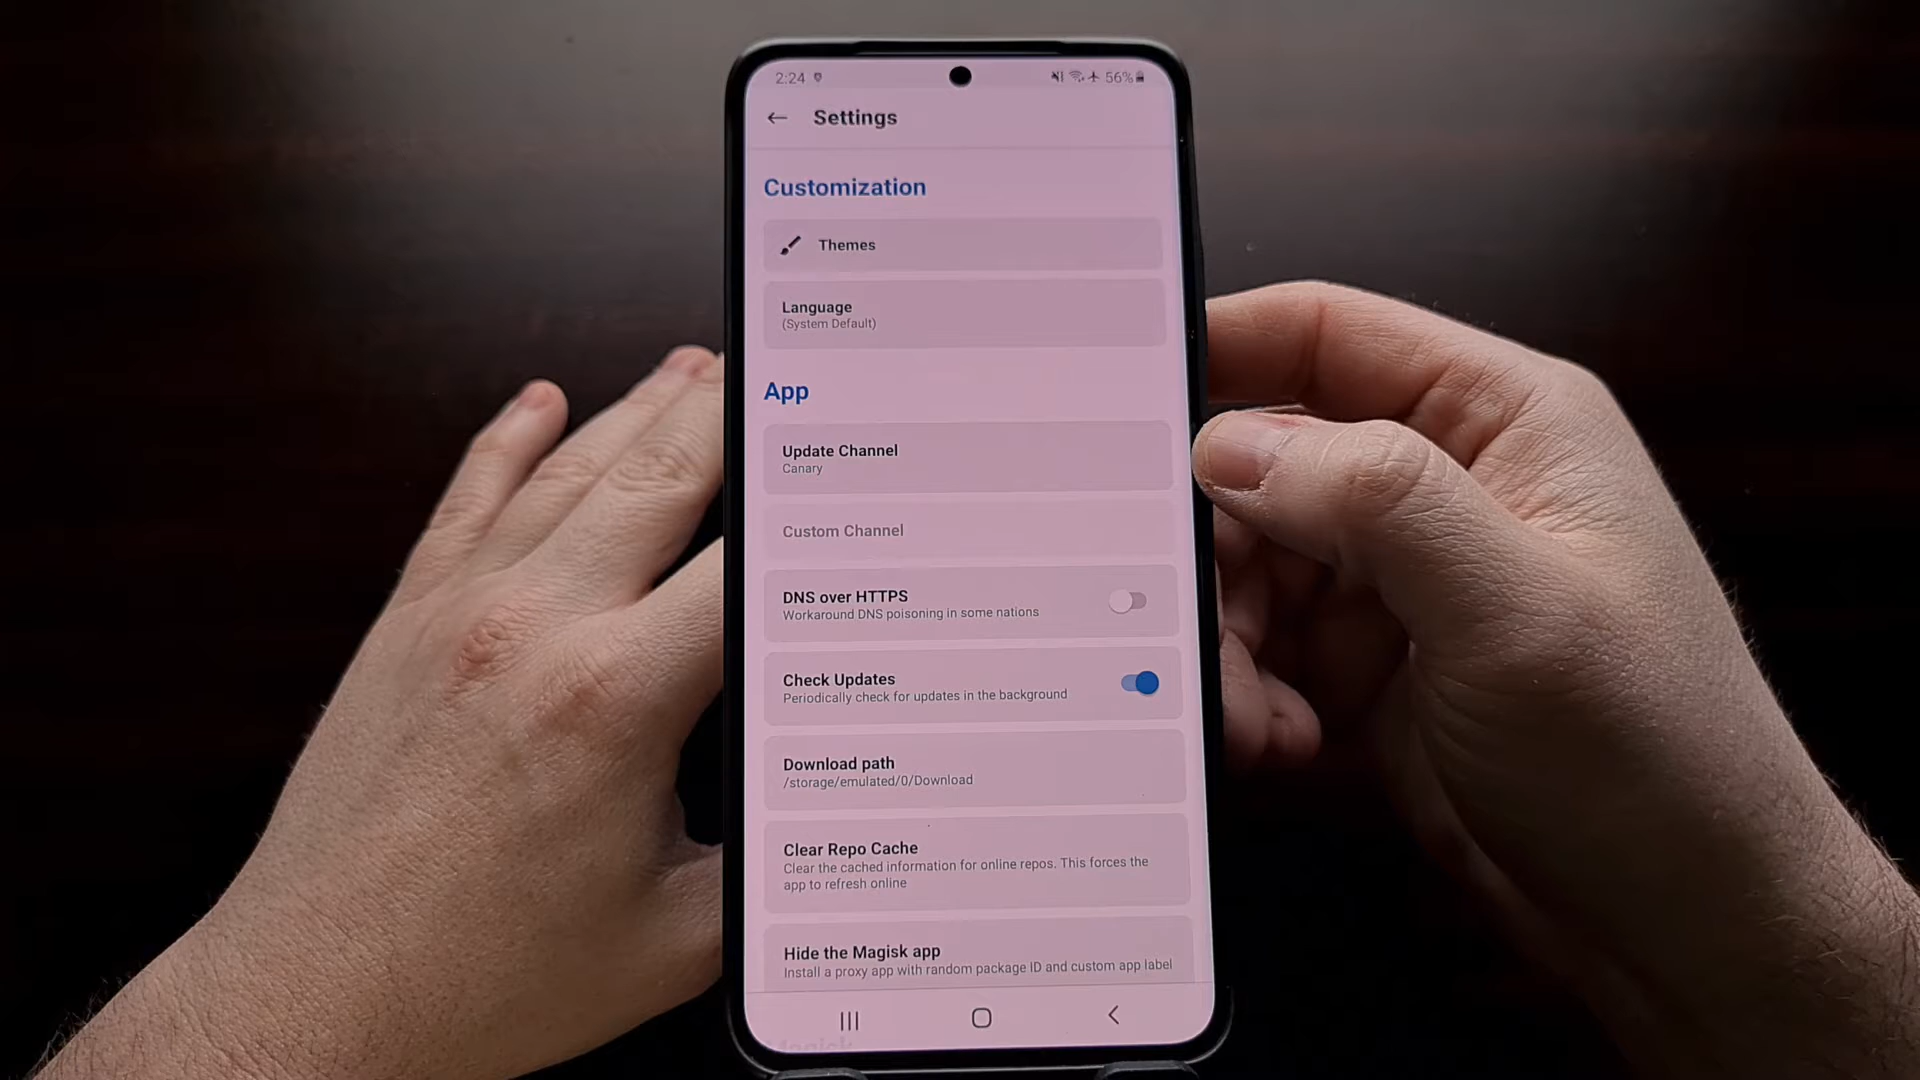 2:24
56%
Settings
Customization
Themes
Language
(System Default)
App
Update Channel
Canary
Custom Channel
DNS over HTTPS
Workaround DNS poisoning in some nations
Check Updates
Periodically check for updates in the background
Download path
/storage/emulated/0/Download
Clear Repo Cache
Clear the cached information for online repos. This forces the
app to refresh online
Hide the Magisk app
Install a proxy app with random package ID and custom app label
Magisk